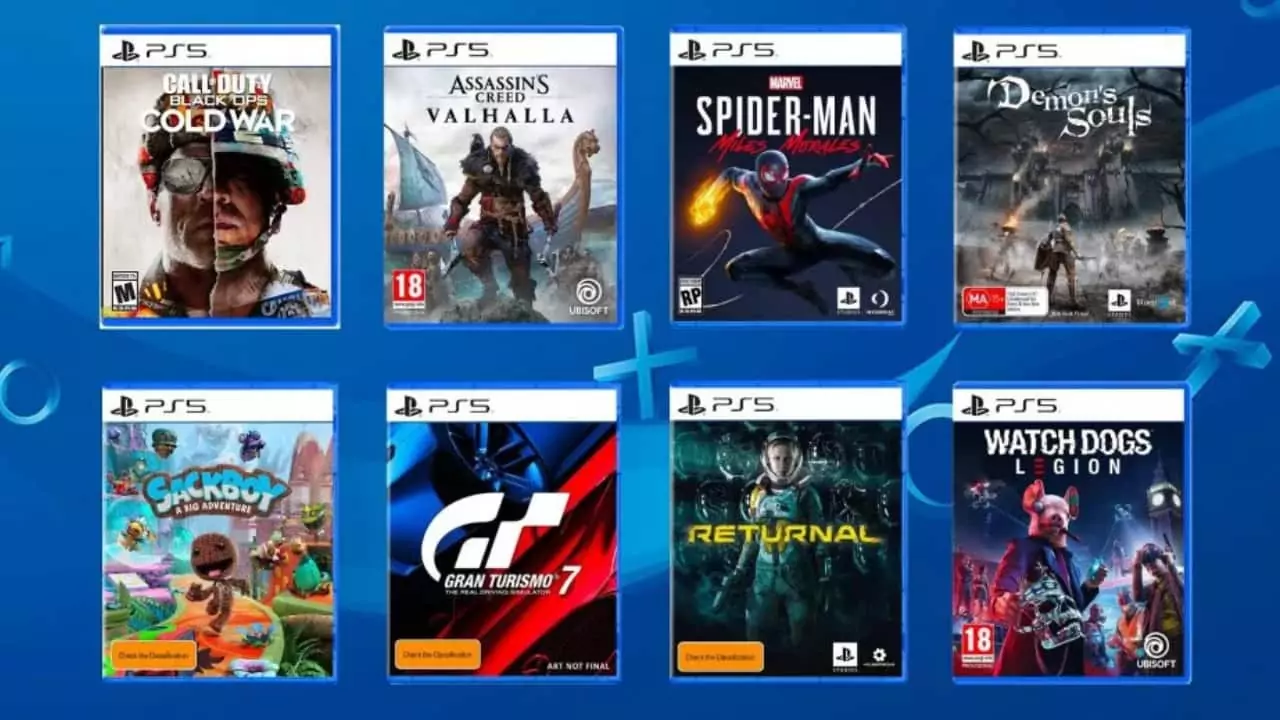 PS5
CALL OF DUTY
BLACK OPS
COLD WAR
M
PS5
ASSASSIN'S
CREED
VALHALLA
18
UBISOFT
PS5
MARVEL
SPIDER-MAN
Miles Morales
RP
PS5
Demon's
Souls
MA 15+
PS5
SACKBOY
A BIG ADVENTURE
Check the Classification
PS5
GT
GRAN TURISMO 7
THE REAL DRIVING SIMULATOR
Check the Classification
ART NOT FINAL
PS5
RETURNAL
Check the Classification
PS5
WATCH DOGS
LEGION
18
UBISOFT